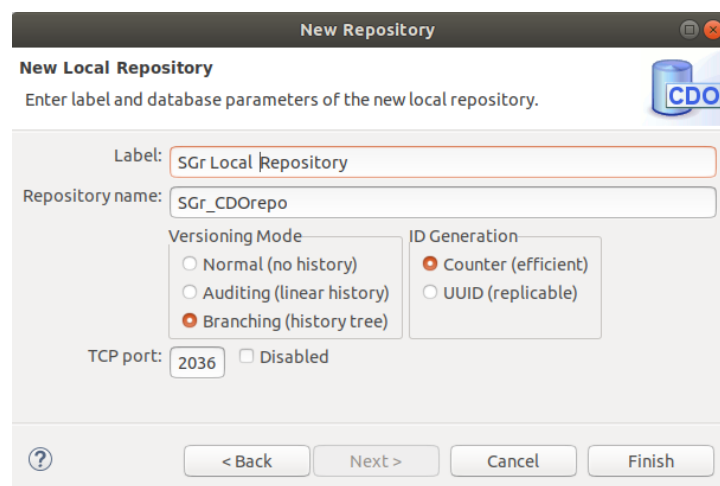 New Repository
New Local Repository
Enter label and database parameters of the new local repository.
CDO
Label: SGr Local Repository
Repository name: SGr_CDOrepo
Versioning Mode ID Generation
Normal (no history) Counter (efficient)
Auditing (linear history) UUID (replicable)
Branching (history tree)
TCP port: 2036 Disabled
? < Back Next > Cancel Finish